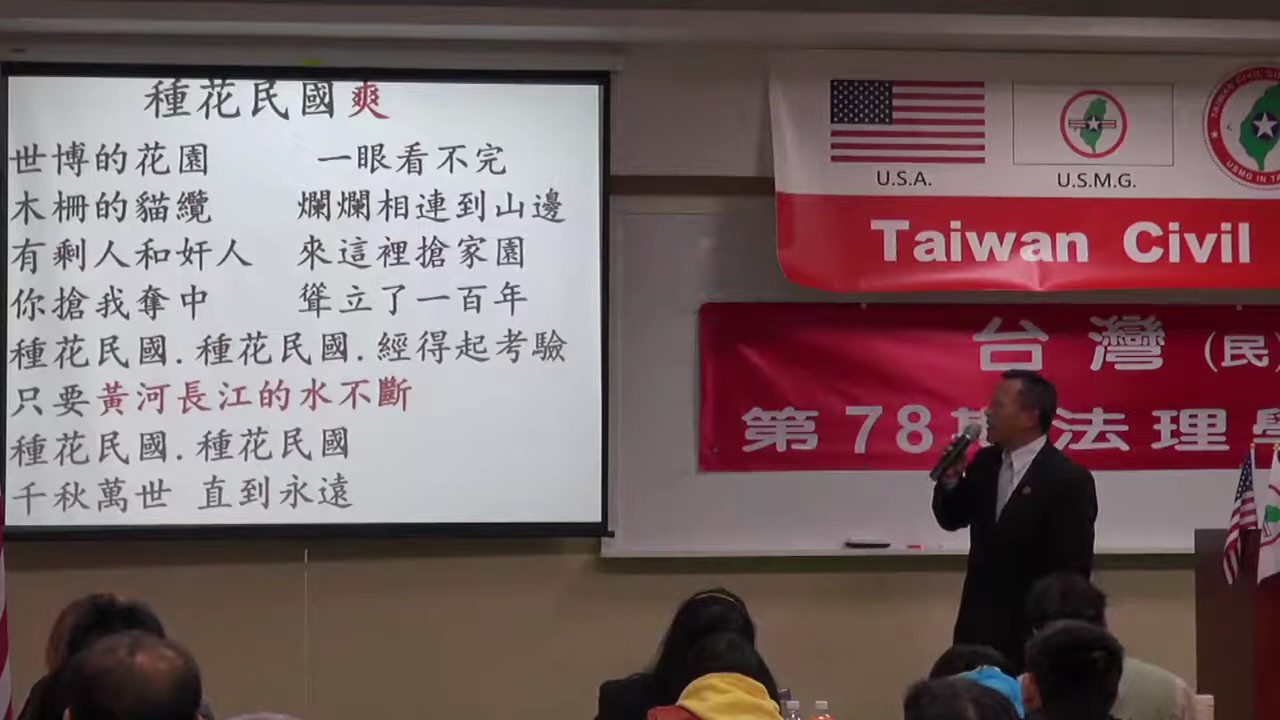 種花民國爽
世博的花園 一眼看不完
木柵的貓纜 爛爛相連到山邊
有剩人和奸人 來這裡搶家園
你搶我奪中 聳立了一百年
種花民國.種花民國.經得起考驗
只要黃河長江的水不斷
種花民國.種花民國
千秋萬世 直到永遠
U.S.A.
U.S.M.G.
Taiwan Civil
台灣(民)
第78期法理學